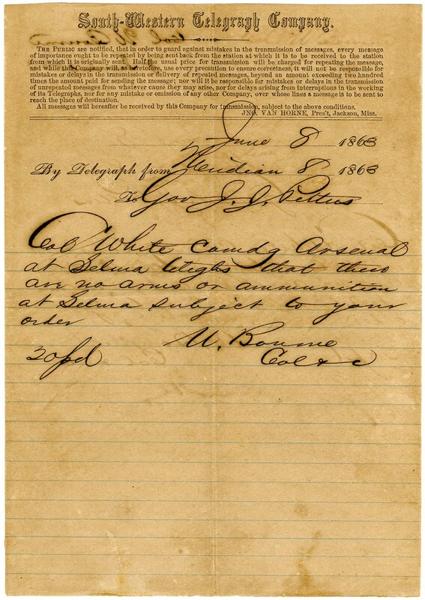 South-Western Telegraph Company.
THE PUBLIC are notified, that in order to guard against mistakes in the transmission of messages, every message
of importance ought to be repeated by being sent back from the station at which it is to be received to the station
from which it is originally sent. Half the usual price for transmission will be charged for repeating the message,
and while this Company will as heretofore, use every precaution to ensure correctness, it will not be responsible for
mistakes or delays in the transmission or delivery of repeated messages, beyond an amount exceeding two hundred
times the amount paid for sending the message; nor will it be responsible for mistakes or delays in the transmission
of unrepeated messages from whatever cause they may arise, nor for delays arising from interruptions in the working
of its Telegraphs, nor for any mistake or omission of any other Company, over whose lines a message is to be sent to
reach the place of destination.
All messages will hereafter be received by this Company for transmission, subject to the above conditions.
JNO. VAN HORNE, Pres't, Jackson, Miss.
June 8 1863
By Telegraph from Meridian 8 1863
To Gov J. J. Pettus
Col White comdg Arsenal
at Selma telegphs that there
are no arms or ammunition
at Selma subject to your
order
M. Bonme
30 pd Col & c